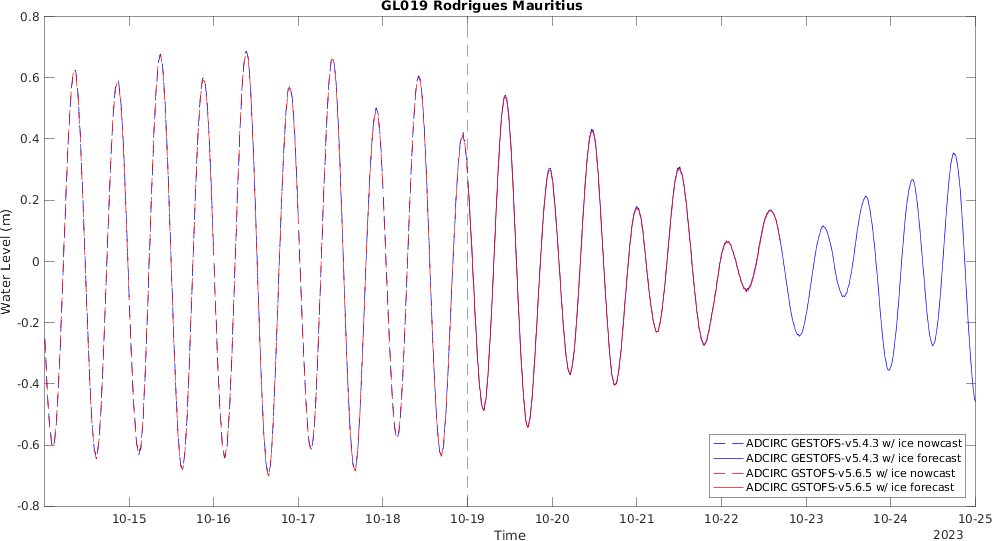 GL019 Rodrigues Mauritius
Water Level (m)
0.8
0.6
0.4
0.2
0
-0.2
-0.4
-0.6
-0.8
ADCIRC GESTOFS-v5.4.3 w/ ice nowcast
ADCIRC GESTOFS-v5.4.3 w/ ice forecast
ADCIRC GSTOFS-v5.6.5 w/ ice nowcast
ADCIRC GSTOFS-v5.6.5 w/ ice forecast
10-15 10-16 10-17 10-18 10-19 10-20 10-21 10-22 10-23 10-24 10-25
Time
2023